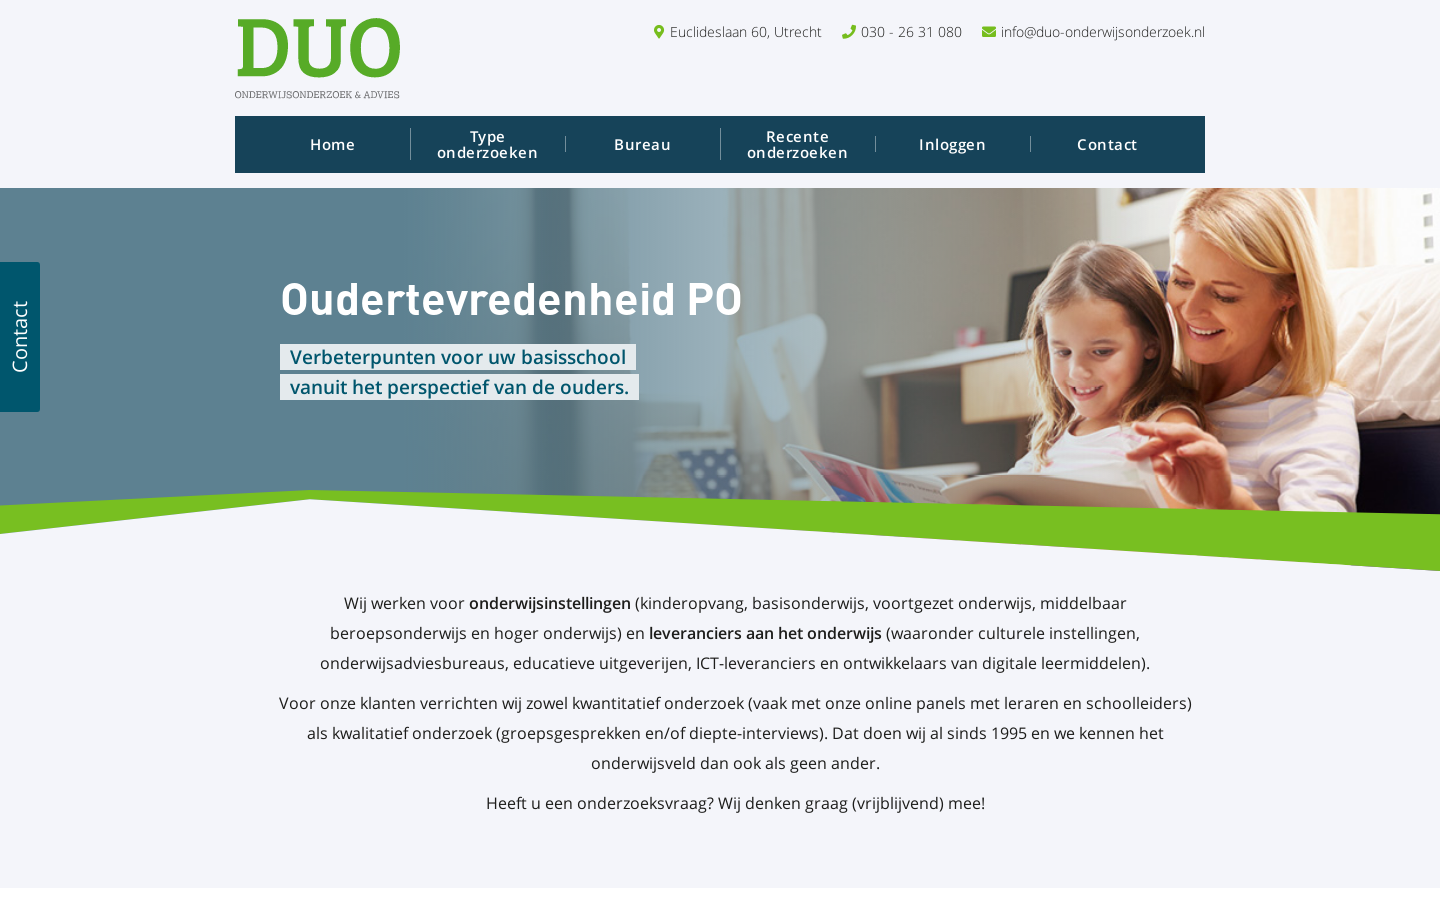 DUO
ONDERWIJSONDERZOEK & ADVIES
Euclideslaan 60, Utrecht
030 - 26 31 080
info@duo-onderwijsonderzoek.nl
Home
Type
onderzoeken
Bureau
Recente
onderzoeken
Inloggen
Contact
Contact
Oudertevredenheid PO
Verbeterpunten voor uw basisschool
vanuit het perspectief van de ouders.
Wij werken voor onderwijsinstellingen (kinderopvang, basisonderwijs, voortgezet onderwijs, middelbaar
beroepsonderwijs en hoger onderwijs) en leveranciers aan het onderwijs (waaronder culturele instellingen,
onderwijsadviesbureaus, educatieve uitgeverijen, ICT-leveranciers en ontwikkelaars van digitale leermiddelen).
Voor onze klanten verrichten wij zowel kwantitatief onderzoek (vaak met onze online panels met leraren en schoolleiders)
als kwalitatief onderzoek (groepsgesprekken en/of diepte-interviews). Dat doen wij al sinds 1995 en we kennen het
onderwijsveld dan ook als geen ander.
Heeft u een onderzoeksvraag? Wij denken graag (vrijblijvend) mee!